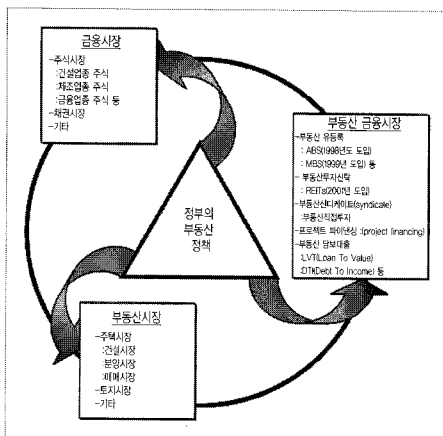 금융시장
-주식시장
:건설업종 주식
:제조업종 주식
:금융업종 주식 등
-채권시장
-기타
부동산 금융시장
-부동산 유동화
: ABS(1998년도 도입)
: MBS(1999년 도입) 등
- 부동산투자신탁
: REITs(2001년 도입)
-부동산신디케이트(syndicate)
:부동산직접투자
-프로젝트 파이낸싱 :(project financing)
-부동산 담보대출
:LVT(Loan To Value)
:DTI(Debt To Income) 등
정부의
부동산
정책
부동산시장
-주택시장
:건설시장
:분양시장
:매매시장
-토지시장
-기타